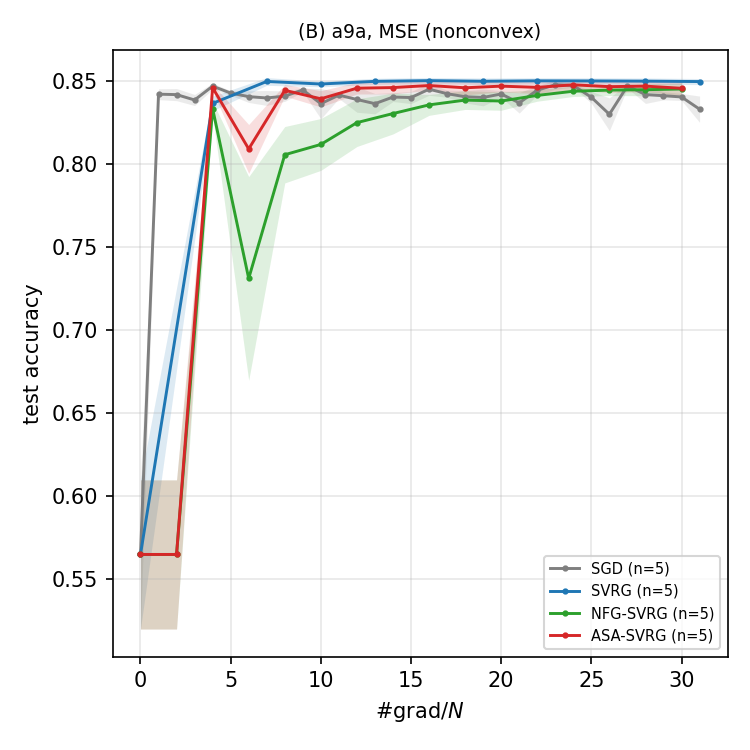 (B) a9a, MSE (nonconvex)
test accuracy
0.85
0.80
0.75
0.70
0.65
0.60
0.55
0 5 10 15 20 25 30
#grad/N
SGD (n=5)
SVRG (n=5)
NFG-SVRG (n=5)
ASA-SVRG (n=5)